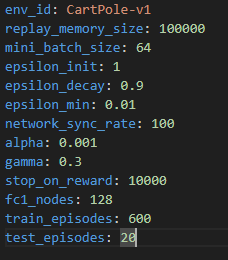 env_id: CartPole-v1
replay_memory_size: 100000
mini_batch_size: 64
epsilon_init: 1
epsilon_decay: 0.9
epsilon_min: 0.01
network_sync_rate: 100
alpha: 0.001
gamma: 0.3
stop_on_reward: 10000
fc1_nodes: 128
train_episodes: 600
test_episodes: 20